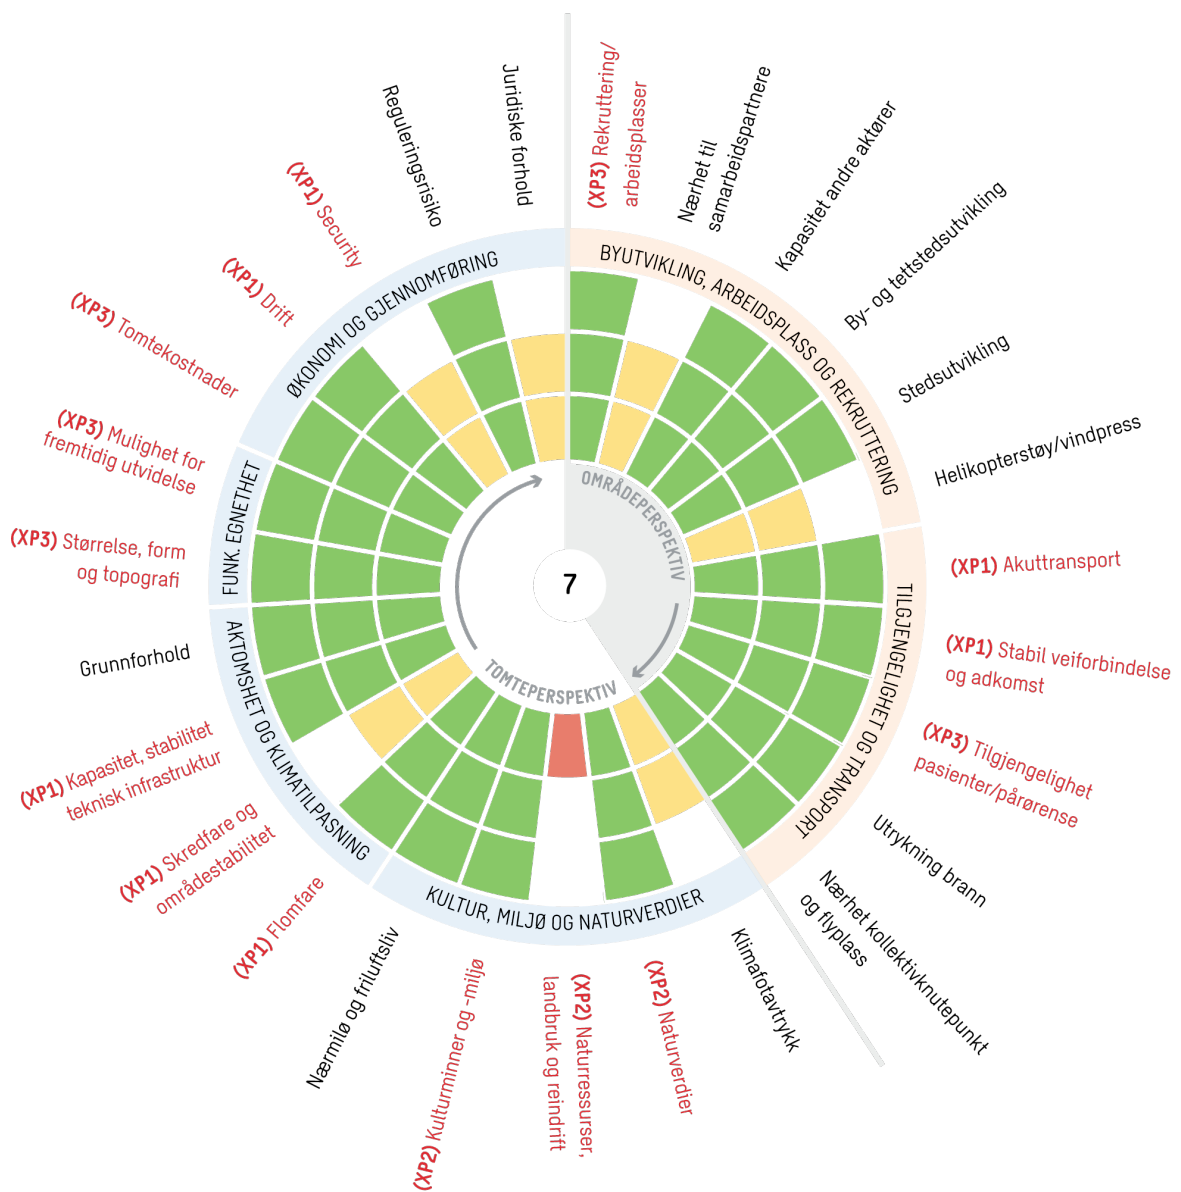 (XP3) Rekruttering/
arbeidsplasser
Nærhet til
samarbeidspartnere
Kapasitet andre aktører
By- og tettstedsutvikling
Stedsutvikling
Helikopterstøy/vindpress
(XP1) Akuttransport
(XP1) Stabil veiforbindelse
og adkomst
(XP3) Tilgjengelighet
pasienter/pårørense
Utrykning brann
Nærhet kollektivknutepunkt
og flyplass
Klimafotavtrykk
(XP2) Naturverdier
(XP2) Naturressurser,
landbruk og reindrift
(XP2) Kulturminner og -miljø
Nærmilø og friluftsliv
(XP1) Flomfare
(XP1) Skredfare og
områdestabilitet
(XP1) Kapasitet, stabilitet
teknisk infrastruktur
Grunnforhold
(XP3) Størrelse, form
og topografi
(XP3) Mulighet for
fremtidig utvidelse
(XP3) Tomtekostnader
(XP1) Drift
(XP1) Security
Reguleringsrisiko
Juridiske forhold
BYUTVIKLING, ARBEIDSPLASS OG REKRUTTERING
TILGJENGELIGHET OG TRANSPORT
KULTUR, MILJØ OG NATURVERDIER
AKTOMSHET OG KLIMATILPASNING
FUNK. EGNETHET
ØKONOMI OG GJENNOMFØRING
OMRÅDEPERSPEKTIV
TOMTEPERSPEKTIV
7